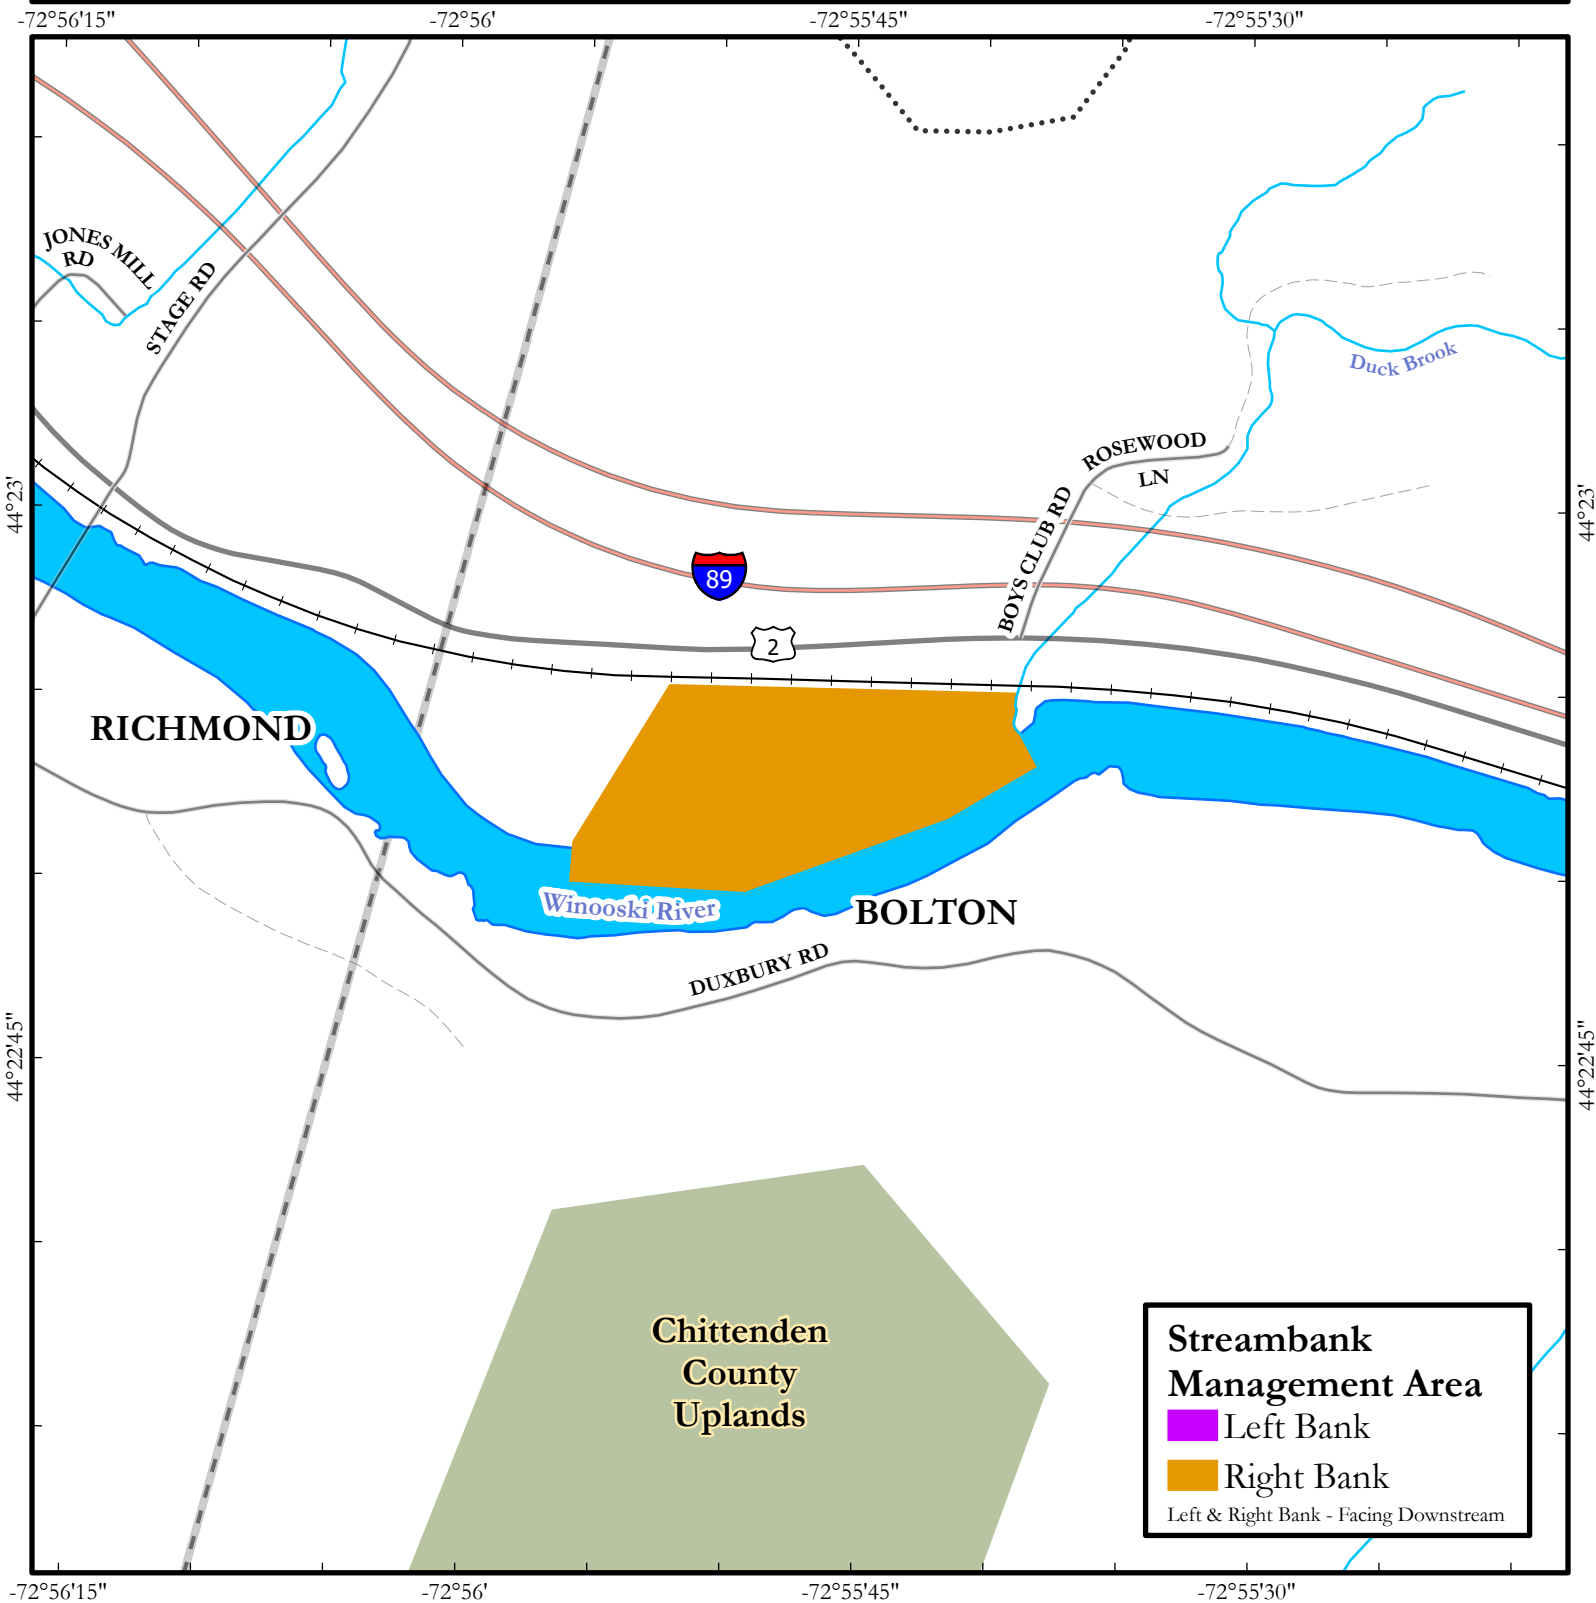 -72°56'15"
-72°56'
-72°55'45"
-72°55'30"
JONES MILL
RD
STAGE RD
Duck Brook
ROSEWOOD
LN
BOYS CLUB RD
44°23'
44°23'
89
2
RICHMOND
Winooski River
BOLTON
DUXBURY RD
44°22'45"
44°22'45"
Chittenden
County
Uplands
Streambank
Management Area
Left Bank
Right Bank
Left & Right Bank - Facing Downstream
-72°56'15"
-72°56'
-72°55'45"
-72°55'30"